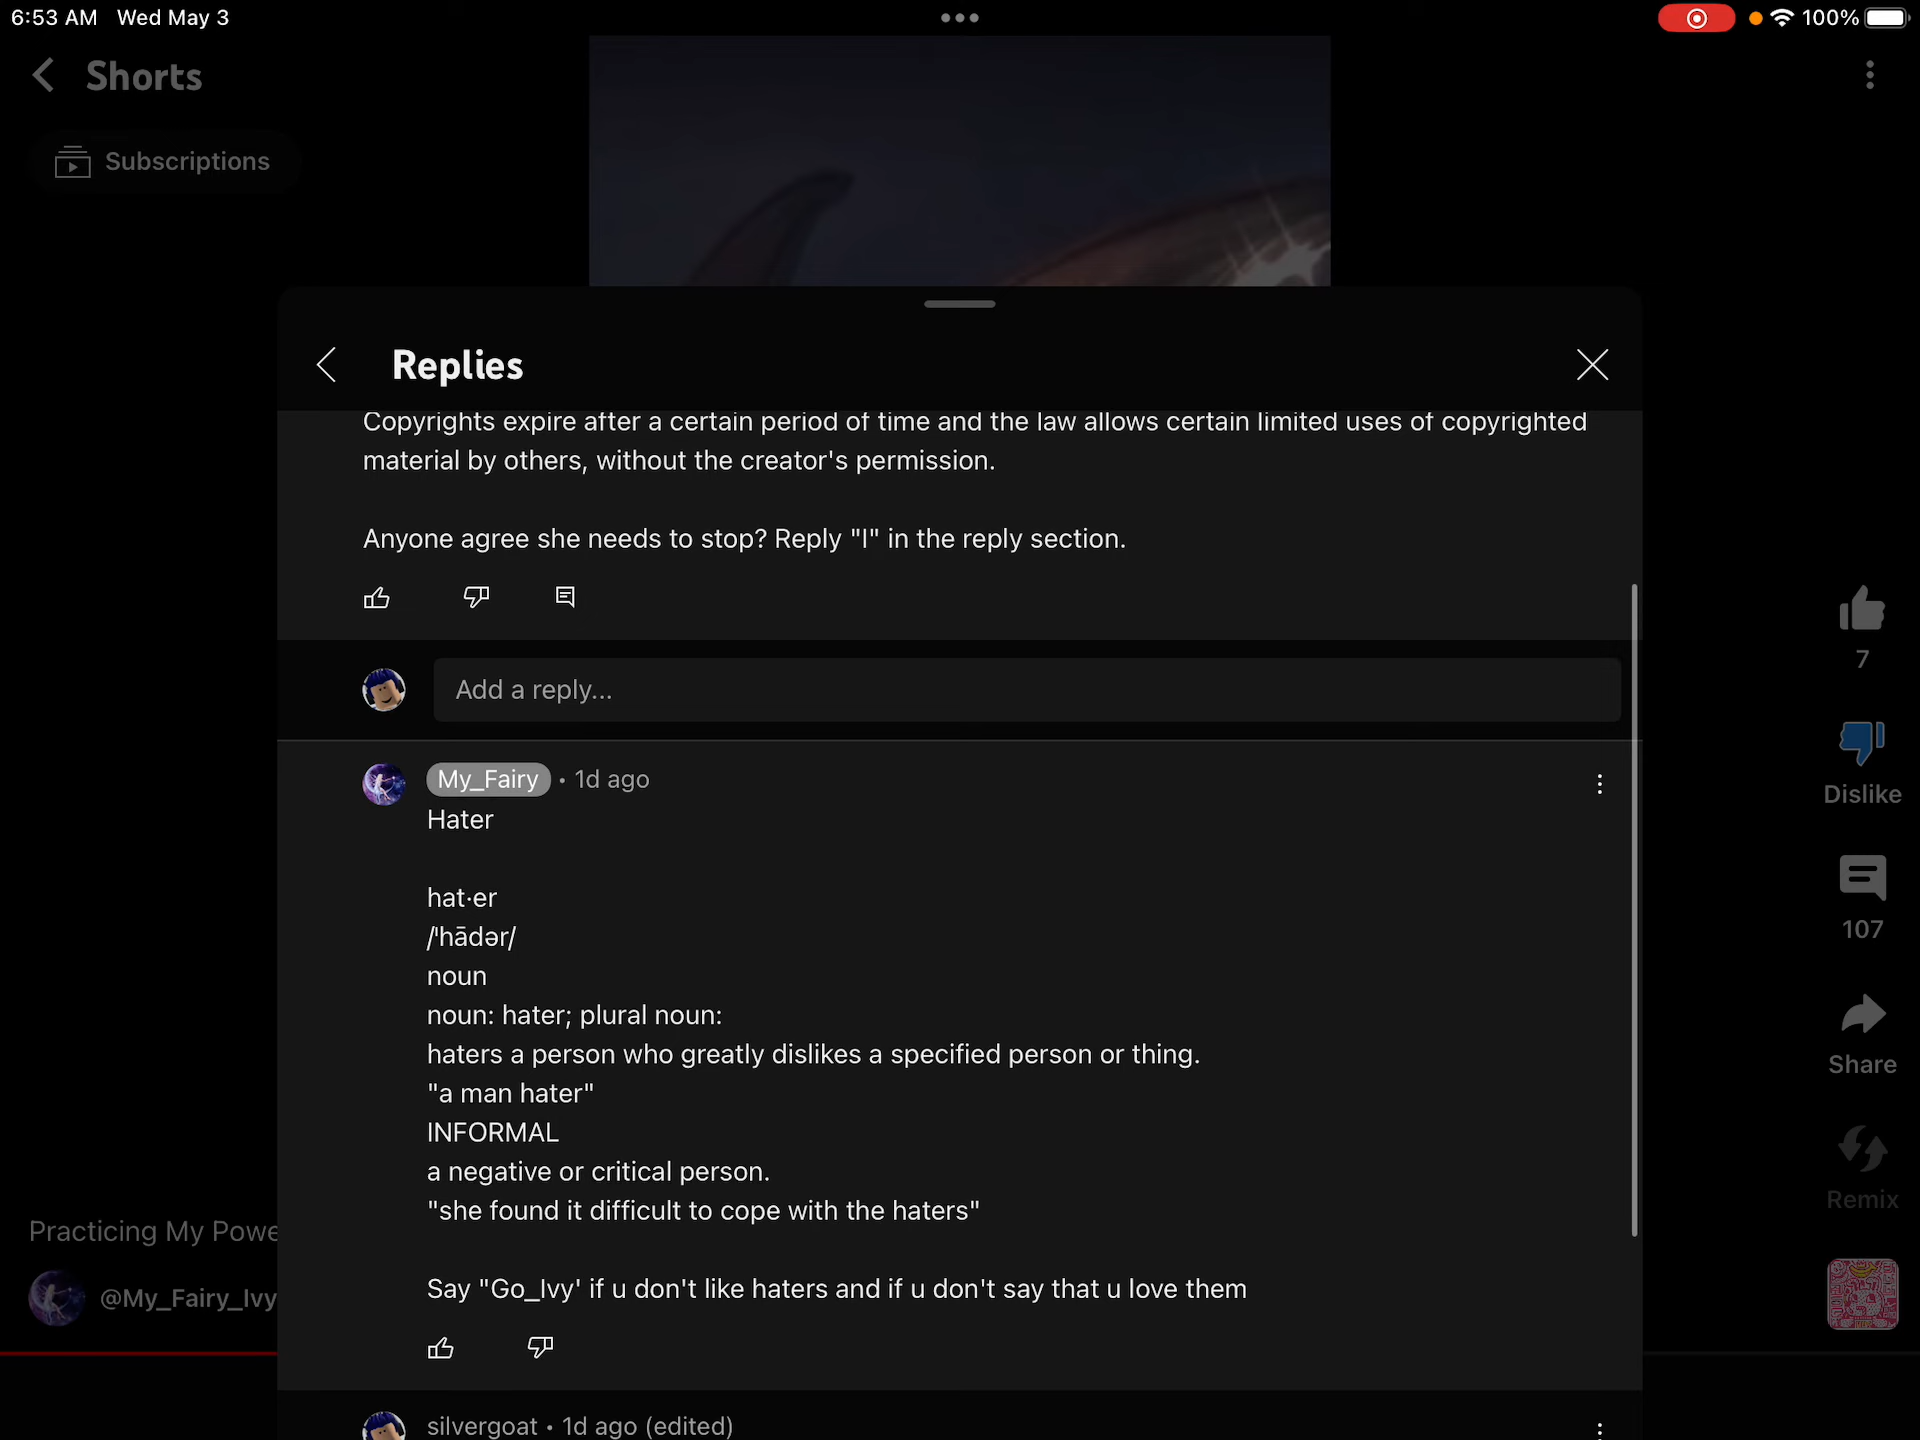 6:53 AM Wed May 3
100%
Shorts
Subscriptions
Replies
Copyrights expire after a certain period of time and the law allows certain limited uses of copyrighted
material by others, without the creator's permission.
Anyone agree she needs to stop? Reply "I" in the reply section.
7
Add a reply...
Dislike
My_Fairy • 1d ago
Hater
hat·er
/ˈhādər/
107
noun
noun: hater; plural noun:
haters a person who greatly dislikes a specified person or thing.
Share
"a man hater"
INFORMAL
a negative or critical person.
Remix
"she found it difficult to cope with the haters"
Practicing My Powe
Say "Go_Ivy' if u don't like haters and if u don't say that u love them
@My_Fairy_Ivy
silvergoat • 1d ago (edited)